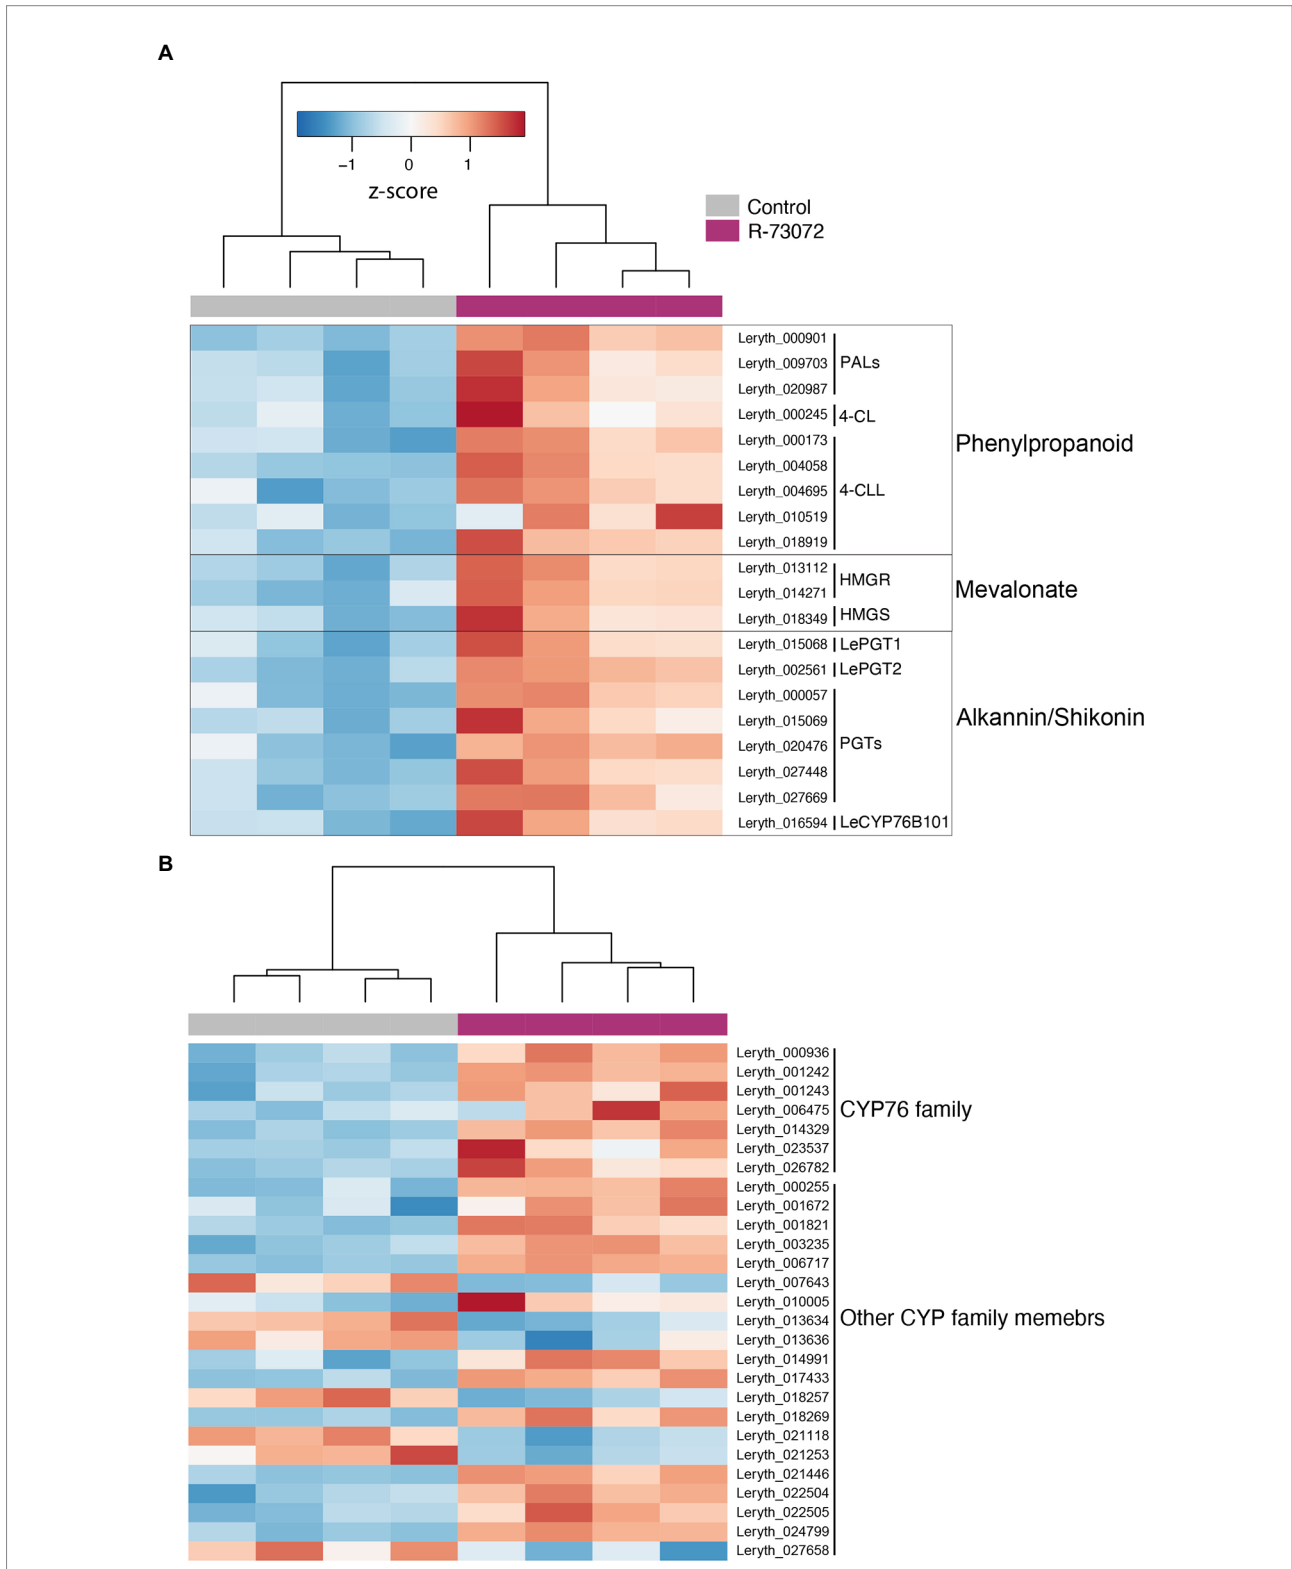 A
−1 0 1
z-score
Control
R-73072
Leryth_000901
Leryth_009703 PALs
Leryth_020987
Leryth_000245 4-CL
Leryth_000173
Phenylpropanoid
Leryth_004058
Leryth_004695 4-CLL
Leryth_010519
Leryth_018919
Leryth_013112
HMGR
Leryth_014271
Mevalonate
Leryth_018349 HMGS
Leryth_015068 LePGT1
Leryth_002561 LePGT2
Leryth_000057
Leryth_015069
Alkannin/Shikonin
Leryth_020476 PGTs
Leryth_027448
Leryth_027669
Leryth_016594 LeCYP76B101
B
Leryth_000936
Leryth_001242
Leryth_001243
Leryth_006475 CYP76 family
Leryth_014329
Leryth_023537
Leryth_026782
Leryth_000255
Leryth_001672
Leryth_001821
Leryth_003235
Leryth_006717
Leryth_007643
Leryth_010005
Leryth_013634 Other CYP family memebrs
Leryth_013636
Leryth_014991
Leryth_017433
Leryth_018257
Leryth_018269
Leryth_021118
Leryth_021253
Leryth_021446
Leryth_022504
Leryth_022505
Leryth_024799
Leryth_027658